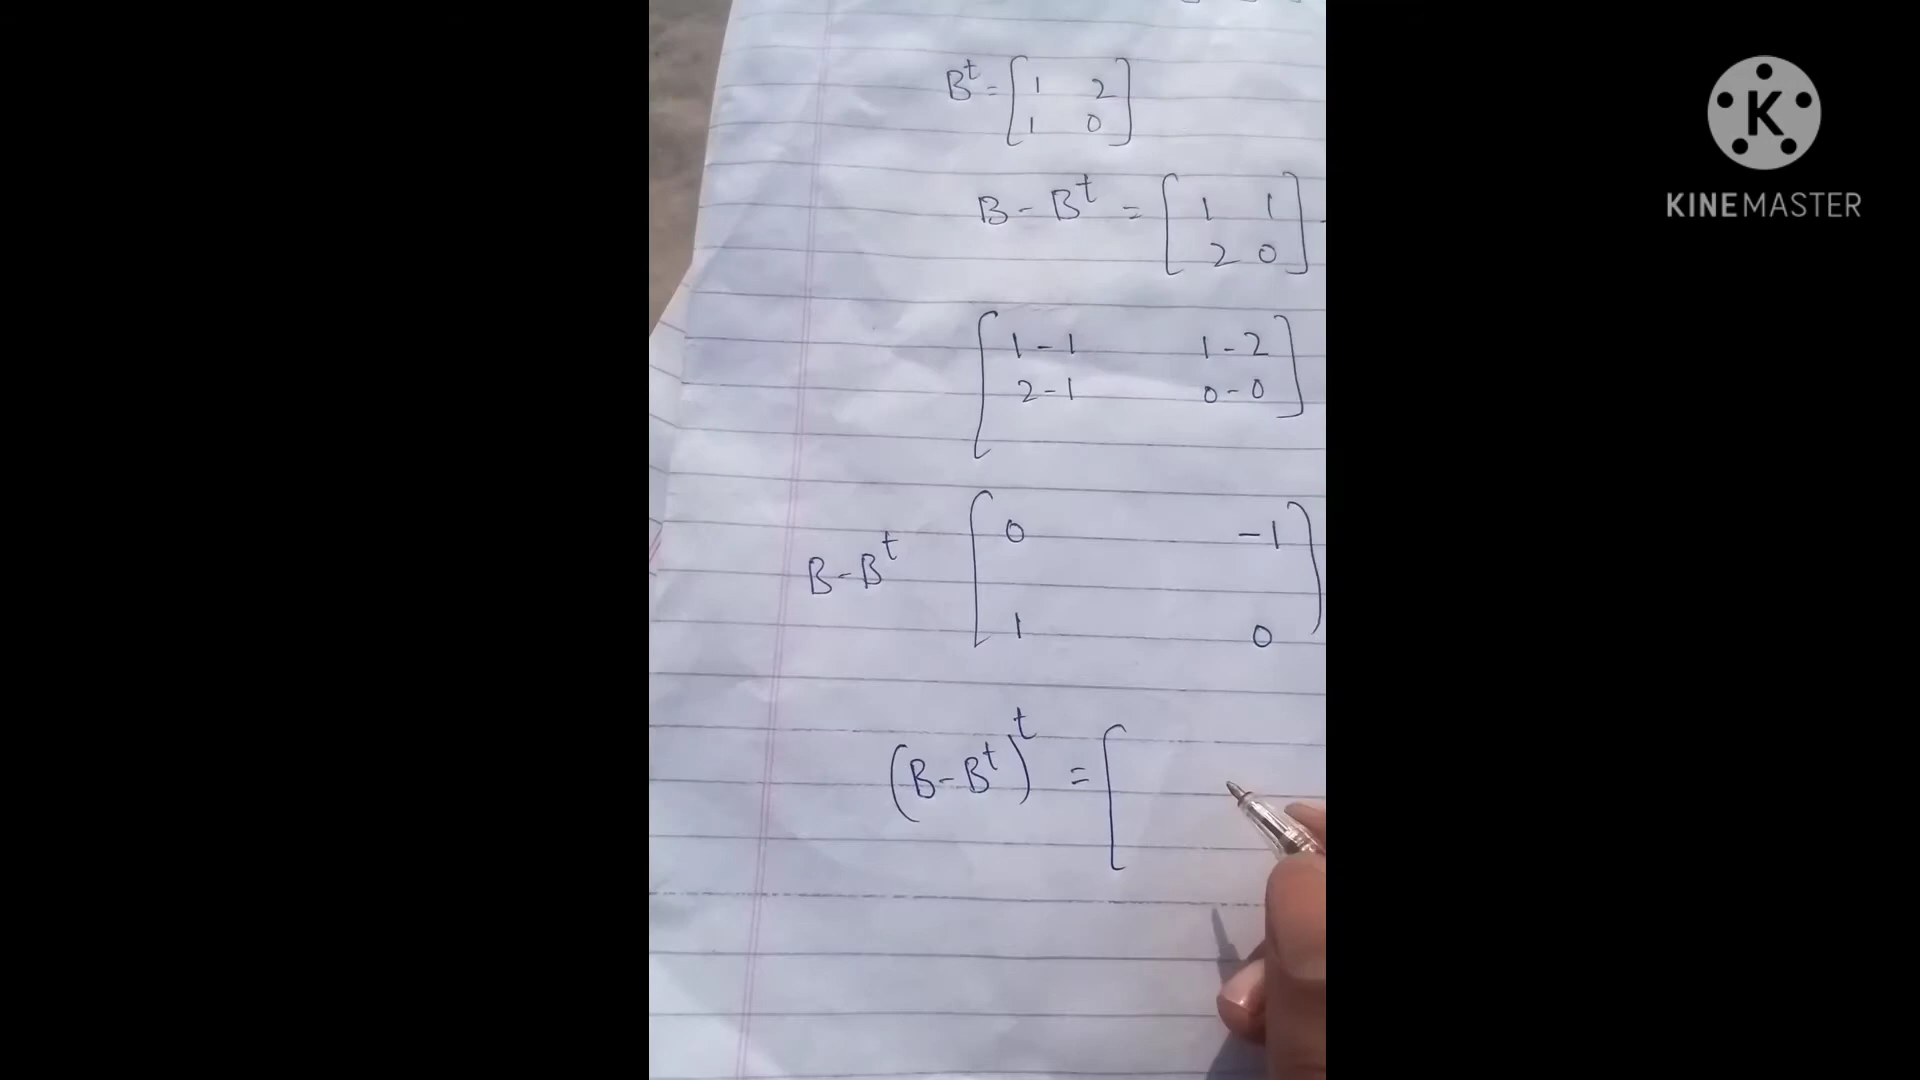 B^t = [1 2
1 0]
B - B^t = [1 1
2 0] -
[1-1 1-2
2-1 0-0]
B-B^t [0 -1
1 0)
(B-B^t)^t = [
K
KINEMASTER